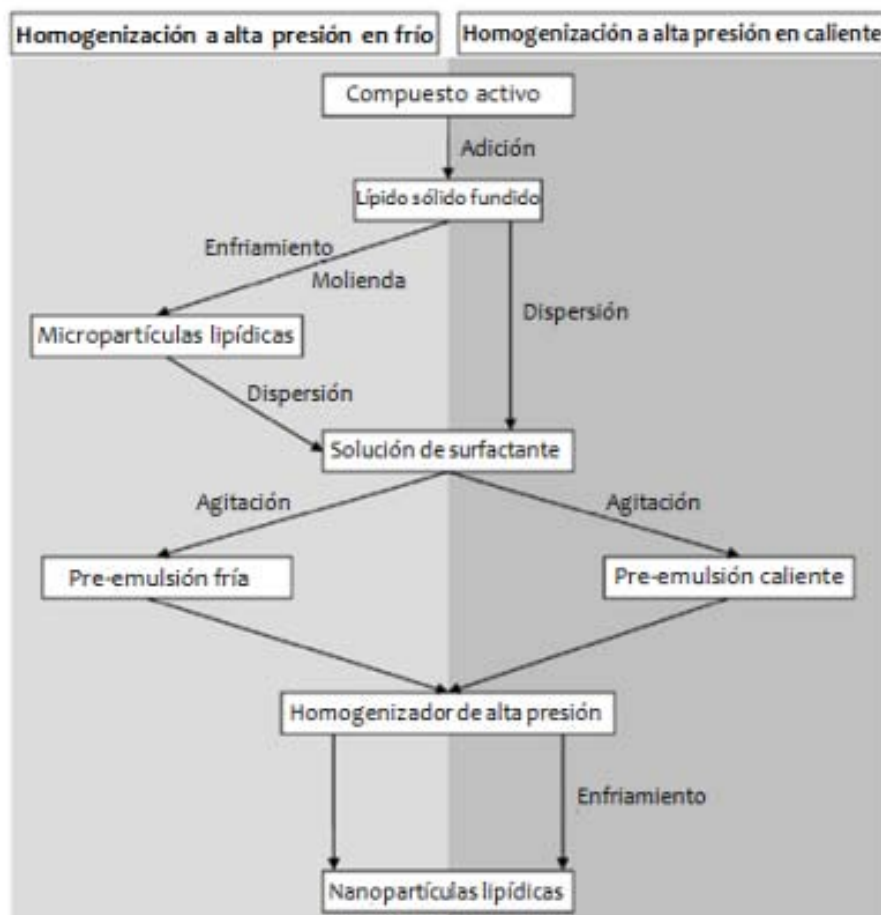 Homogenización a alta presión en frío
Homogenización a alta presión en caliente
Compuesto activo
Adición
Lípido sólido fundido
Enfriamiento
Molienda
Dispersión
Micropartículas lipídicas
Dispersión
Solución de surfactante
Agitación
Agitación
Pre-emulsión fría
Pre-emulsión caliente
Homogenizador de alta presión
Enfriamiento
Nanopartículas lipídicas